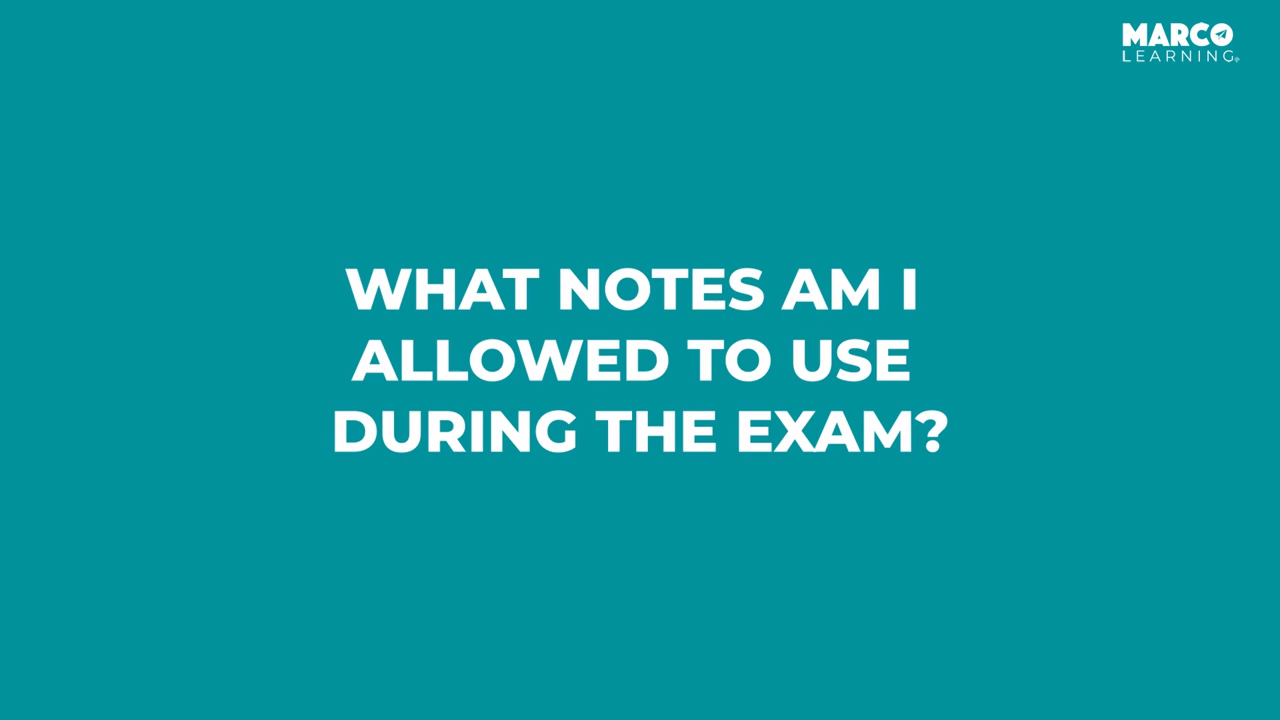 MARCO
LEARNING
WHAT NOTES AM I
ALLOWED TO USE
DURING THE EXAM?